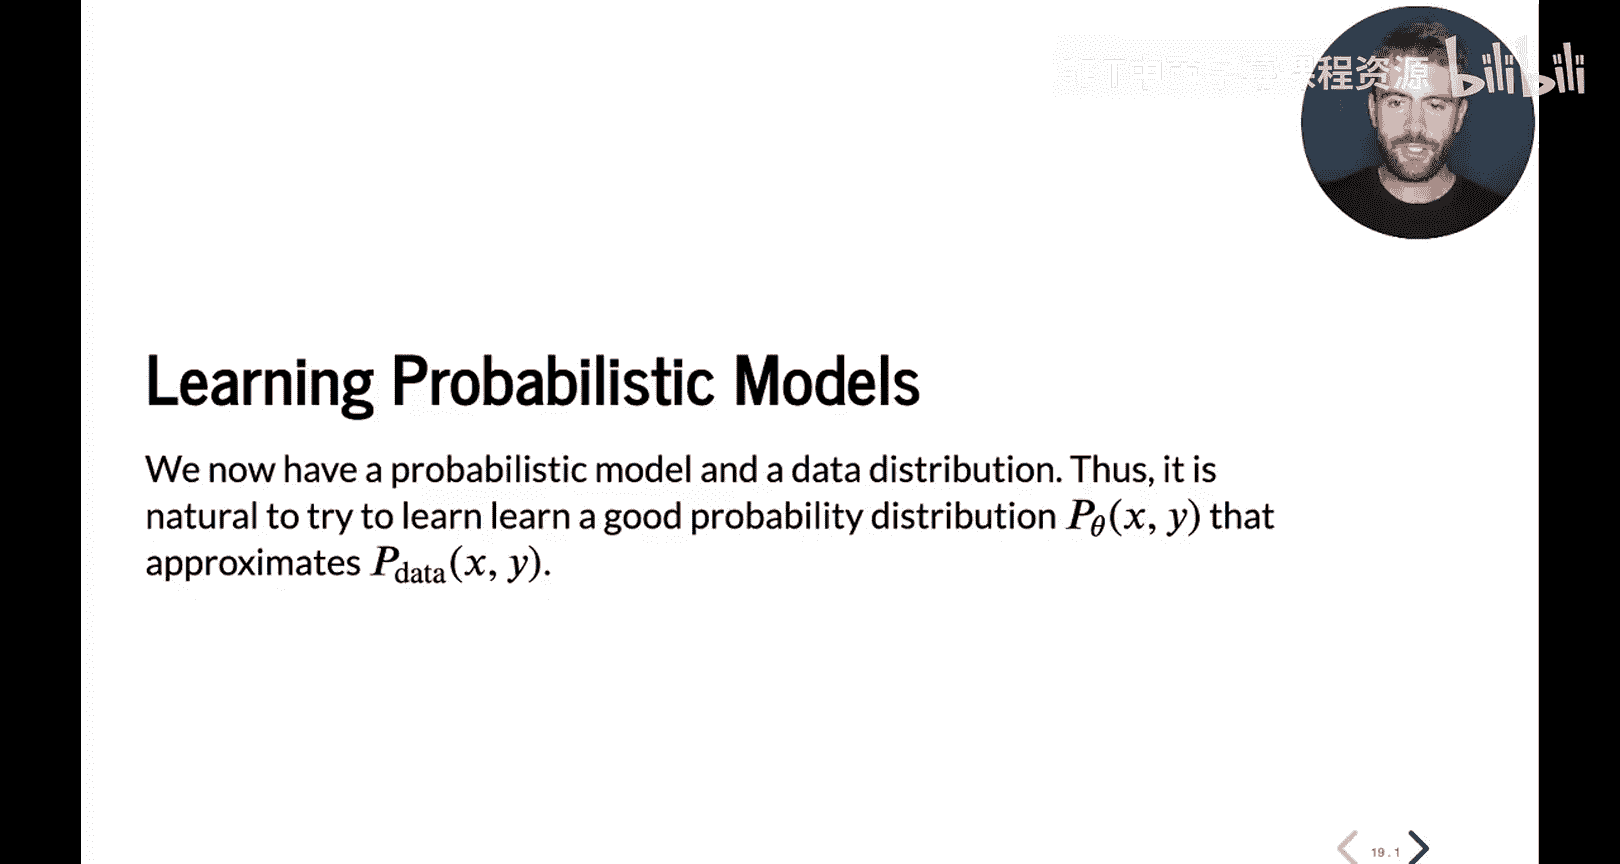 课程资源 bilibili
Learning Probabilistic Models
We now have a probabilistic model and a data distribution. Thus, it is
natural to try to learn learn a good probability distribution Pθ(x, y) that
approximates Pdata(x, y).
19.1